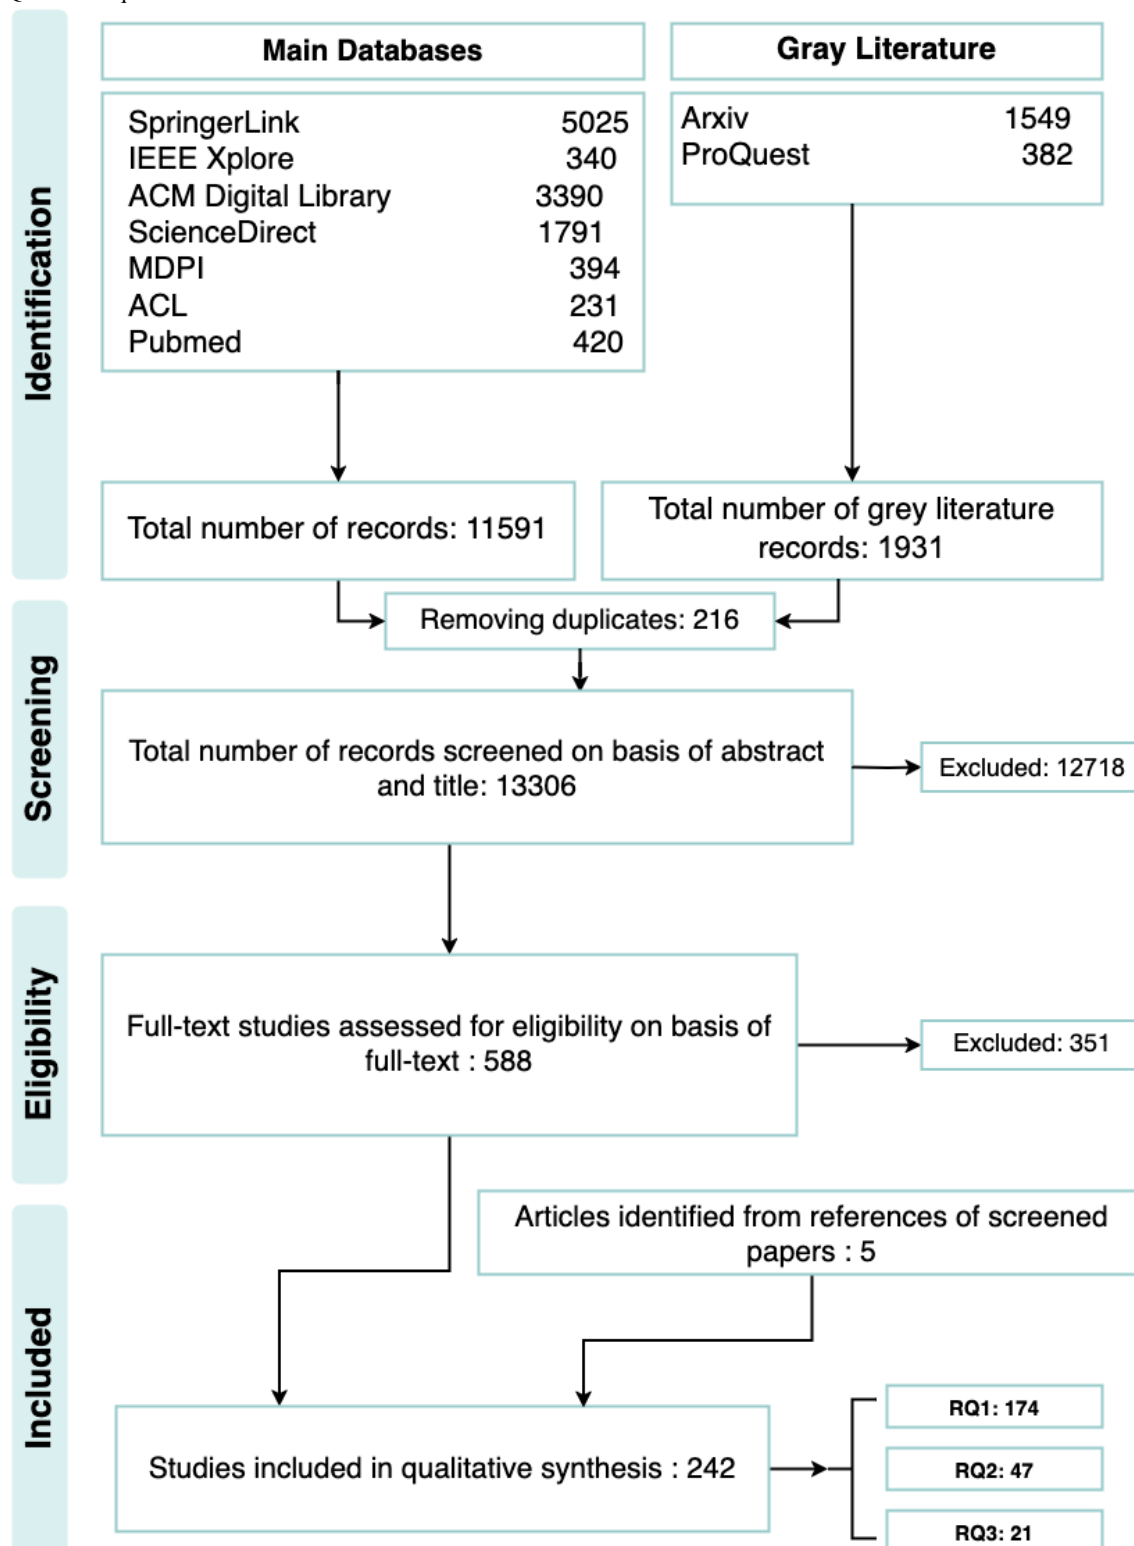 Main Databases
Gray Literature
Identification
SpringerLink 5025
IEEE Xplore 340
ACM Digital Library 3390
ScienceDirect 1791
MDPI 394
ACL 231
Pubmed 420
Arxiv 1549
ProQuest 382
Total number of records: 11591
Total number of grey literature
records: 1931
Screening
Removing duplicates: 216
Total number of records screened on basis of abstract
and title: 13306
Excluded: 12718
Eligibility
Full-text studies assessed for eligibility on basis of
full-text : 588
Excluded: 351
Included
Articles identified from references of screened
papers : 5
Studies included in qualitative synthesis : 242
RQ1: 174
RQ2: 47
RQ3: 21